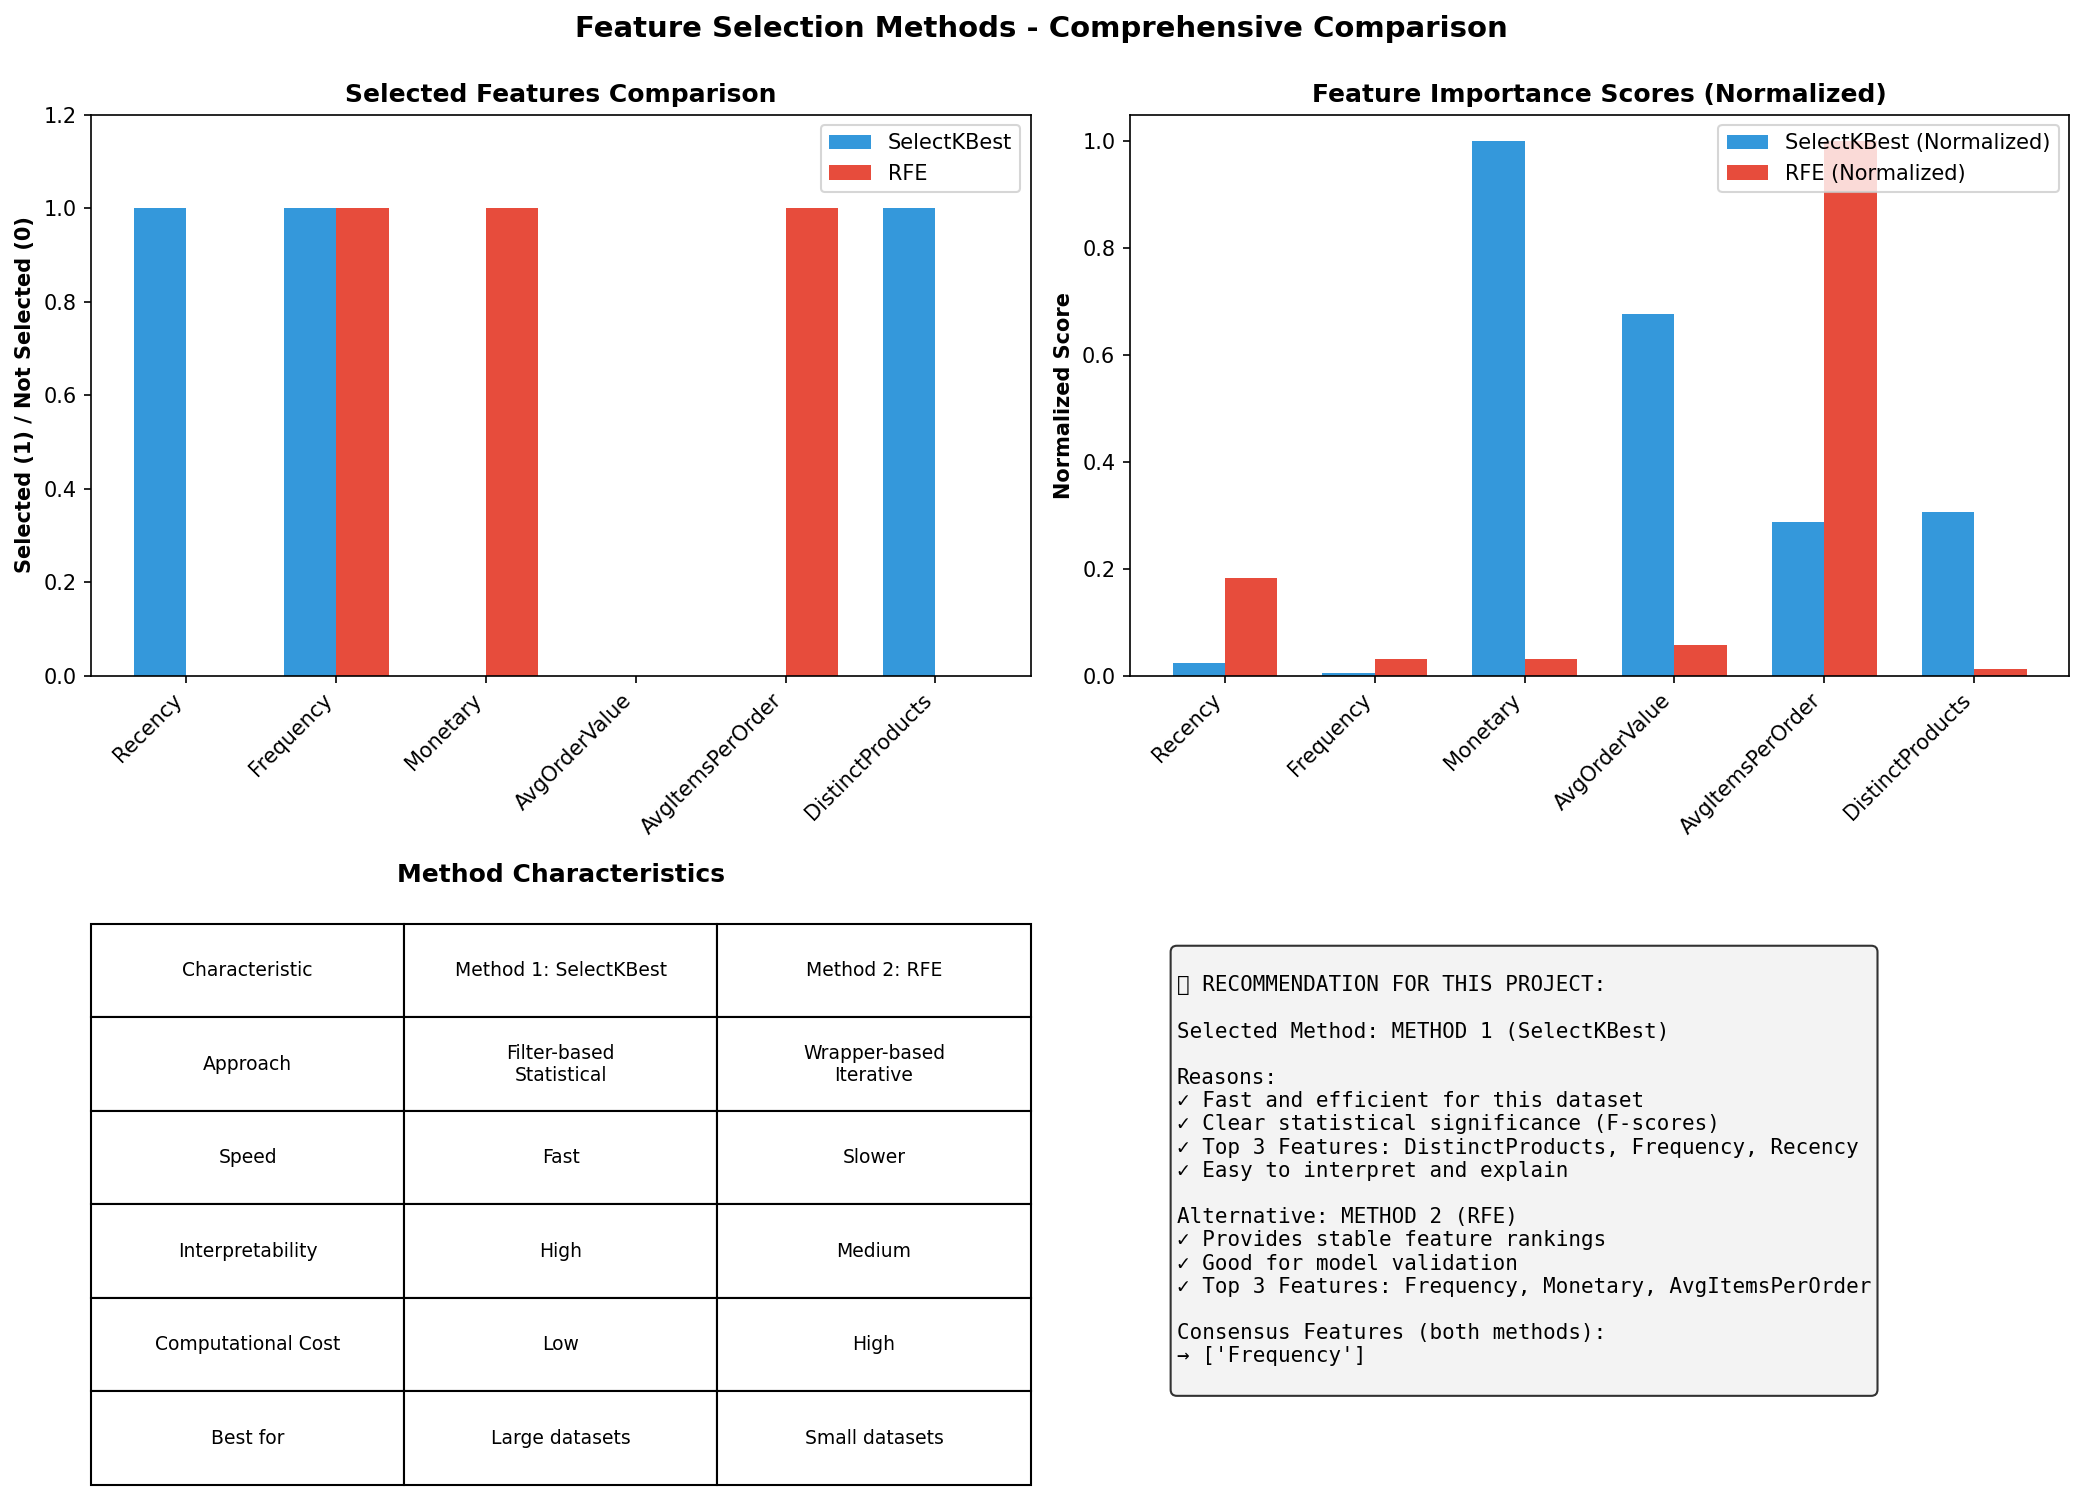 Feature Selection Methods - Comprehensive Comparison
Selected Features Comparison
Selected (1) / Not Selected (0)
1.2
1.0
0.8
0.6
0.4
0.2
0.0
SelectKBest
RFE
Recency
Frequency
Monetary
AvgOrderValue
AvgItemsPerOrder
DistinctProducts
Feature Importance Scores (Normalized)
Normalized Score
1.0
0.8
0.6
0.4
0.2
0.0
SelectKBest (Normalized)
RFE (Normalized)
Recency
Frequency
Monetary
AvgOrderValue
AvgItemsPerOrder
DistinctProducts
Method Characteristics
Characteristic
Method 1: SelectKBest
Method 2: RFE
Approach
Filter-based
Statistical
Wrapper-based
Iterative
Speed
Fast
Slower
Interpretability
High
Medium
Computational Cost
Low
High
Best for
Large datasets
Small datasets
RECOMMENDATION FOR THIS PROJECT:
Selected Method: METHOD 1 (SelectKBest)
Reasons:
✓ Fast and efficient for this dataset
✓ Clear statistical significance (F-scores)
✓ Top 3 Features: DistinctProducts, Frequency, Recency
✓ Easy to interpret and explain
Alternative: METHOD 2 (RFE)
✓ Provides stable feature rankings
✓ Good for model validation
✓ Top 3 Features: Frequency, Monetary, AvgItemsPerOrder
Consensus Features (both methods):
→ ['Frequency']